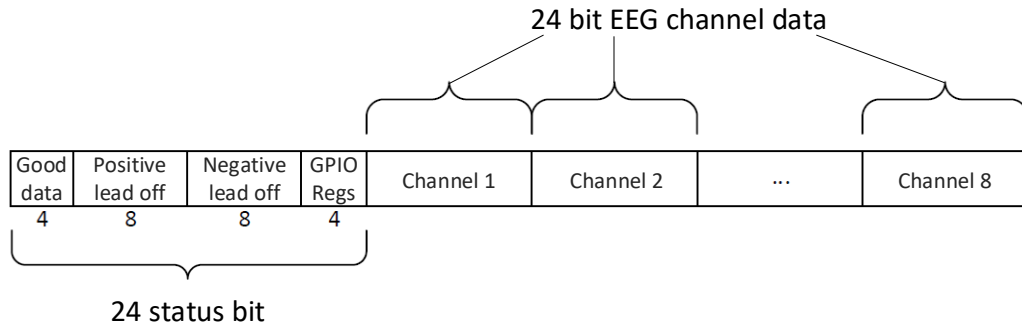 24 bit EEG channel data
Good
data
Positive
lead off
Negative
lead off
GPIO
Regs
Channel 1
Channel 2
...
Channel 8
4
8
8
4
24 status bit